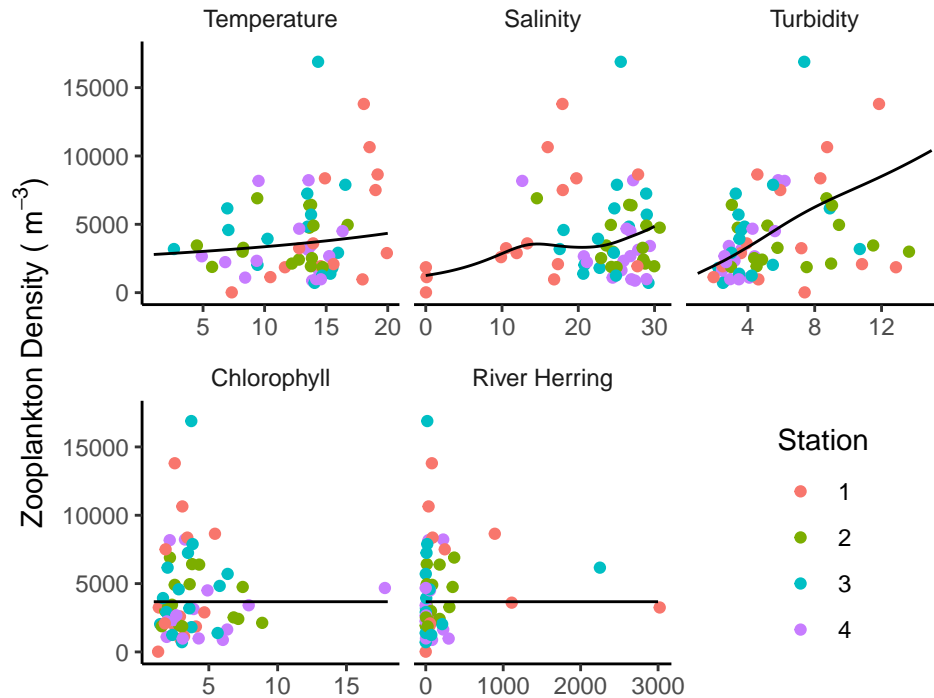 Temperature Salinity Turbidity
15000
10000
5000
0
5 10 15 20 0 10 20 30 4 8 12
Zooplankton Density ( m−3)
Chlorophyll River Herring
15000
10000
5000
0
5 10 15 0 1000 2000 3000
Station
1
2
3
4